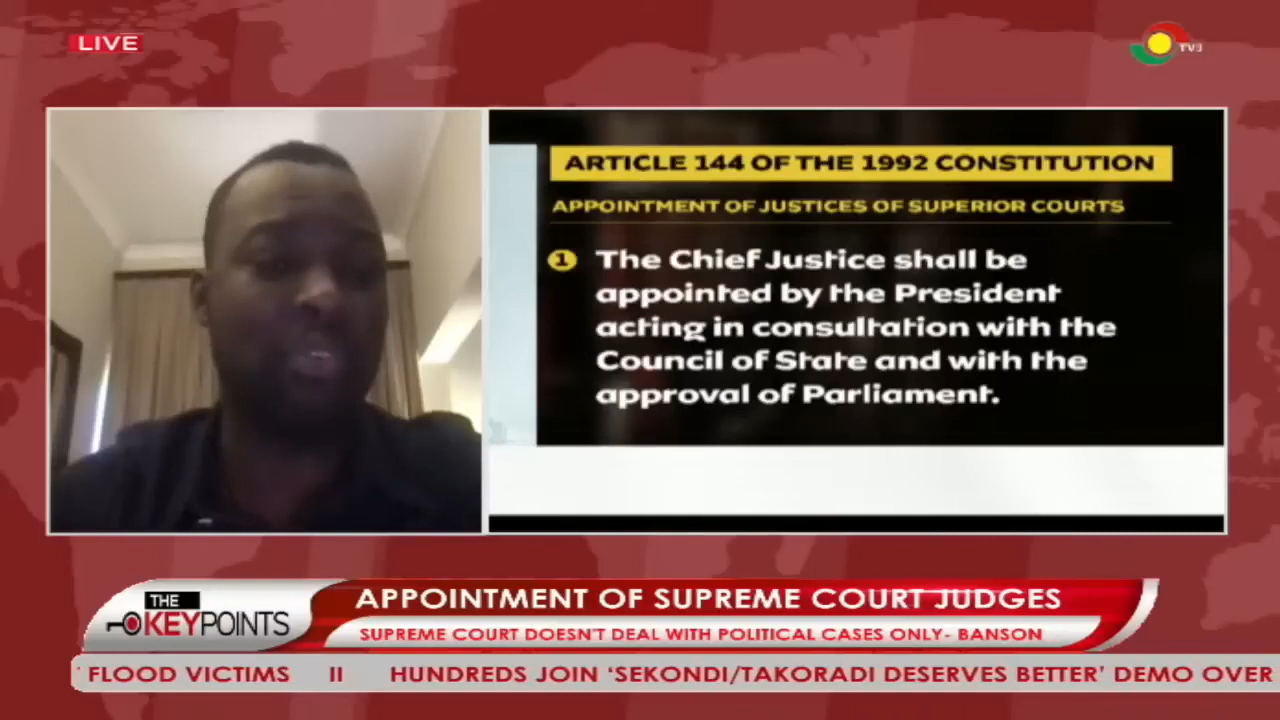 LIVE
TV3
ARTICLE 144 OF THE 1992 CONSTITUTION
APPOINTMENT OF JUSTICES OF SUPERIOR COURTS
1 The Chief Justice shall be
appointed by the President
acting in consultation with the
Council of State and with the
approval of Parliament.
THE
KEYPOINTS
APPOINTMENT OF SUPREME COURT JUDGES
SUPREME COURT DOESN'T DEAL WITH POLITICAL CASES ONLY- BANSON
FLOOD VICTIMS II HUNDREDS JOIN ‘SEKONDI/TAKORADI DESERVES BETTER’ DEMO OVER